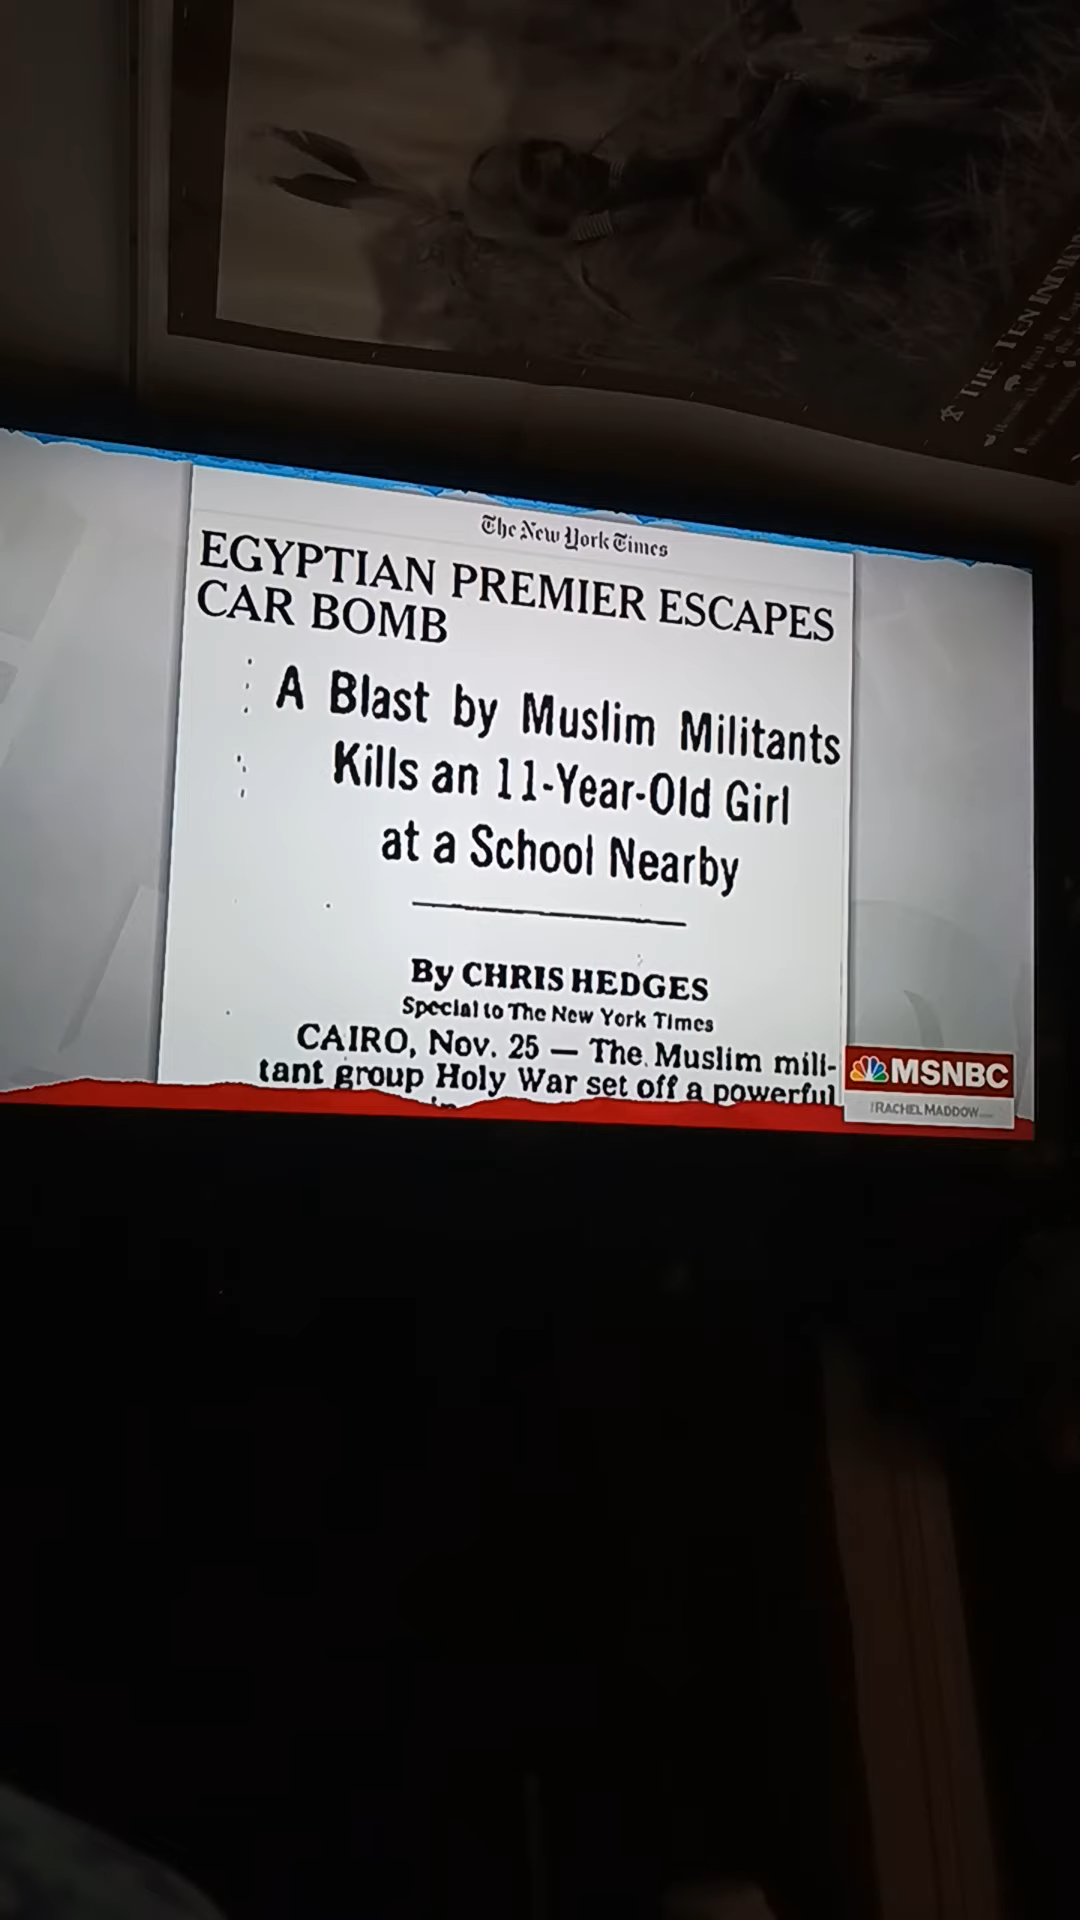 THE TEN INDIAN
The New York Times
EGYPTIAN PREMIER ESCAPES
CAR BOMB
A Blast by Muslim Militants
Kills an 11-Year-Old Girl
at a School Nearby
By CHRIS HEDGES
Special to The New York Times
CAIRO, Nov. 25 — The Muslim mili-
tant group Holy War set off a powerful
MSNBC
RACHEL MADDOW